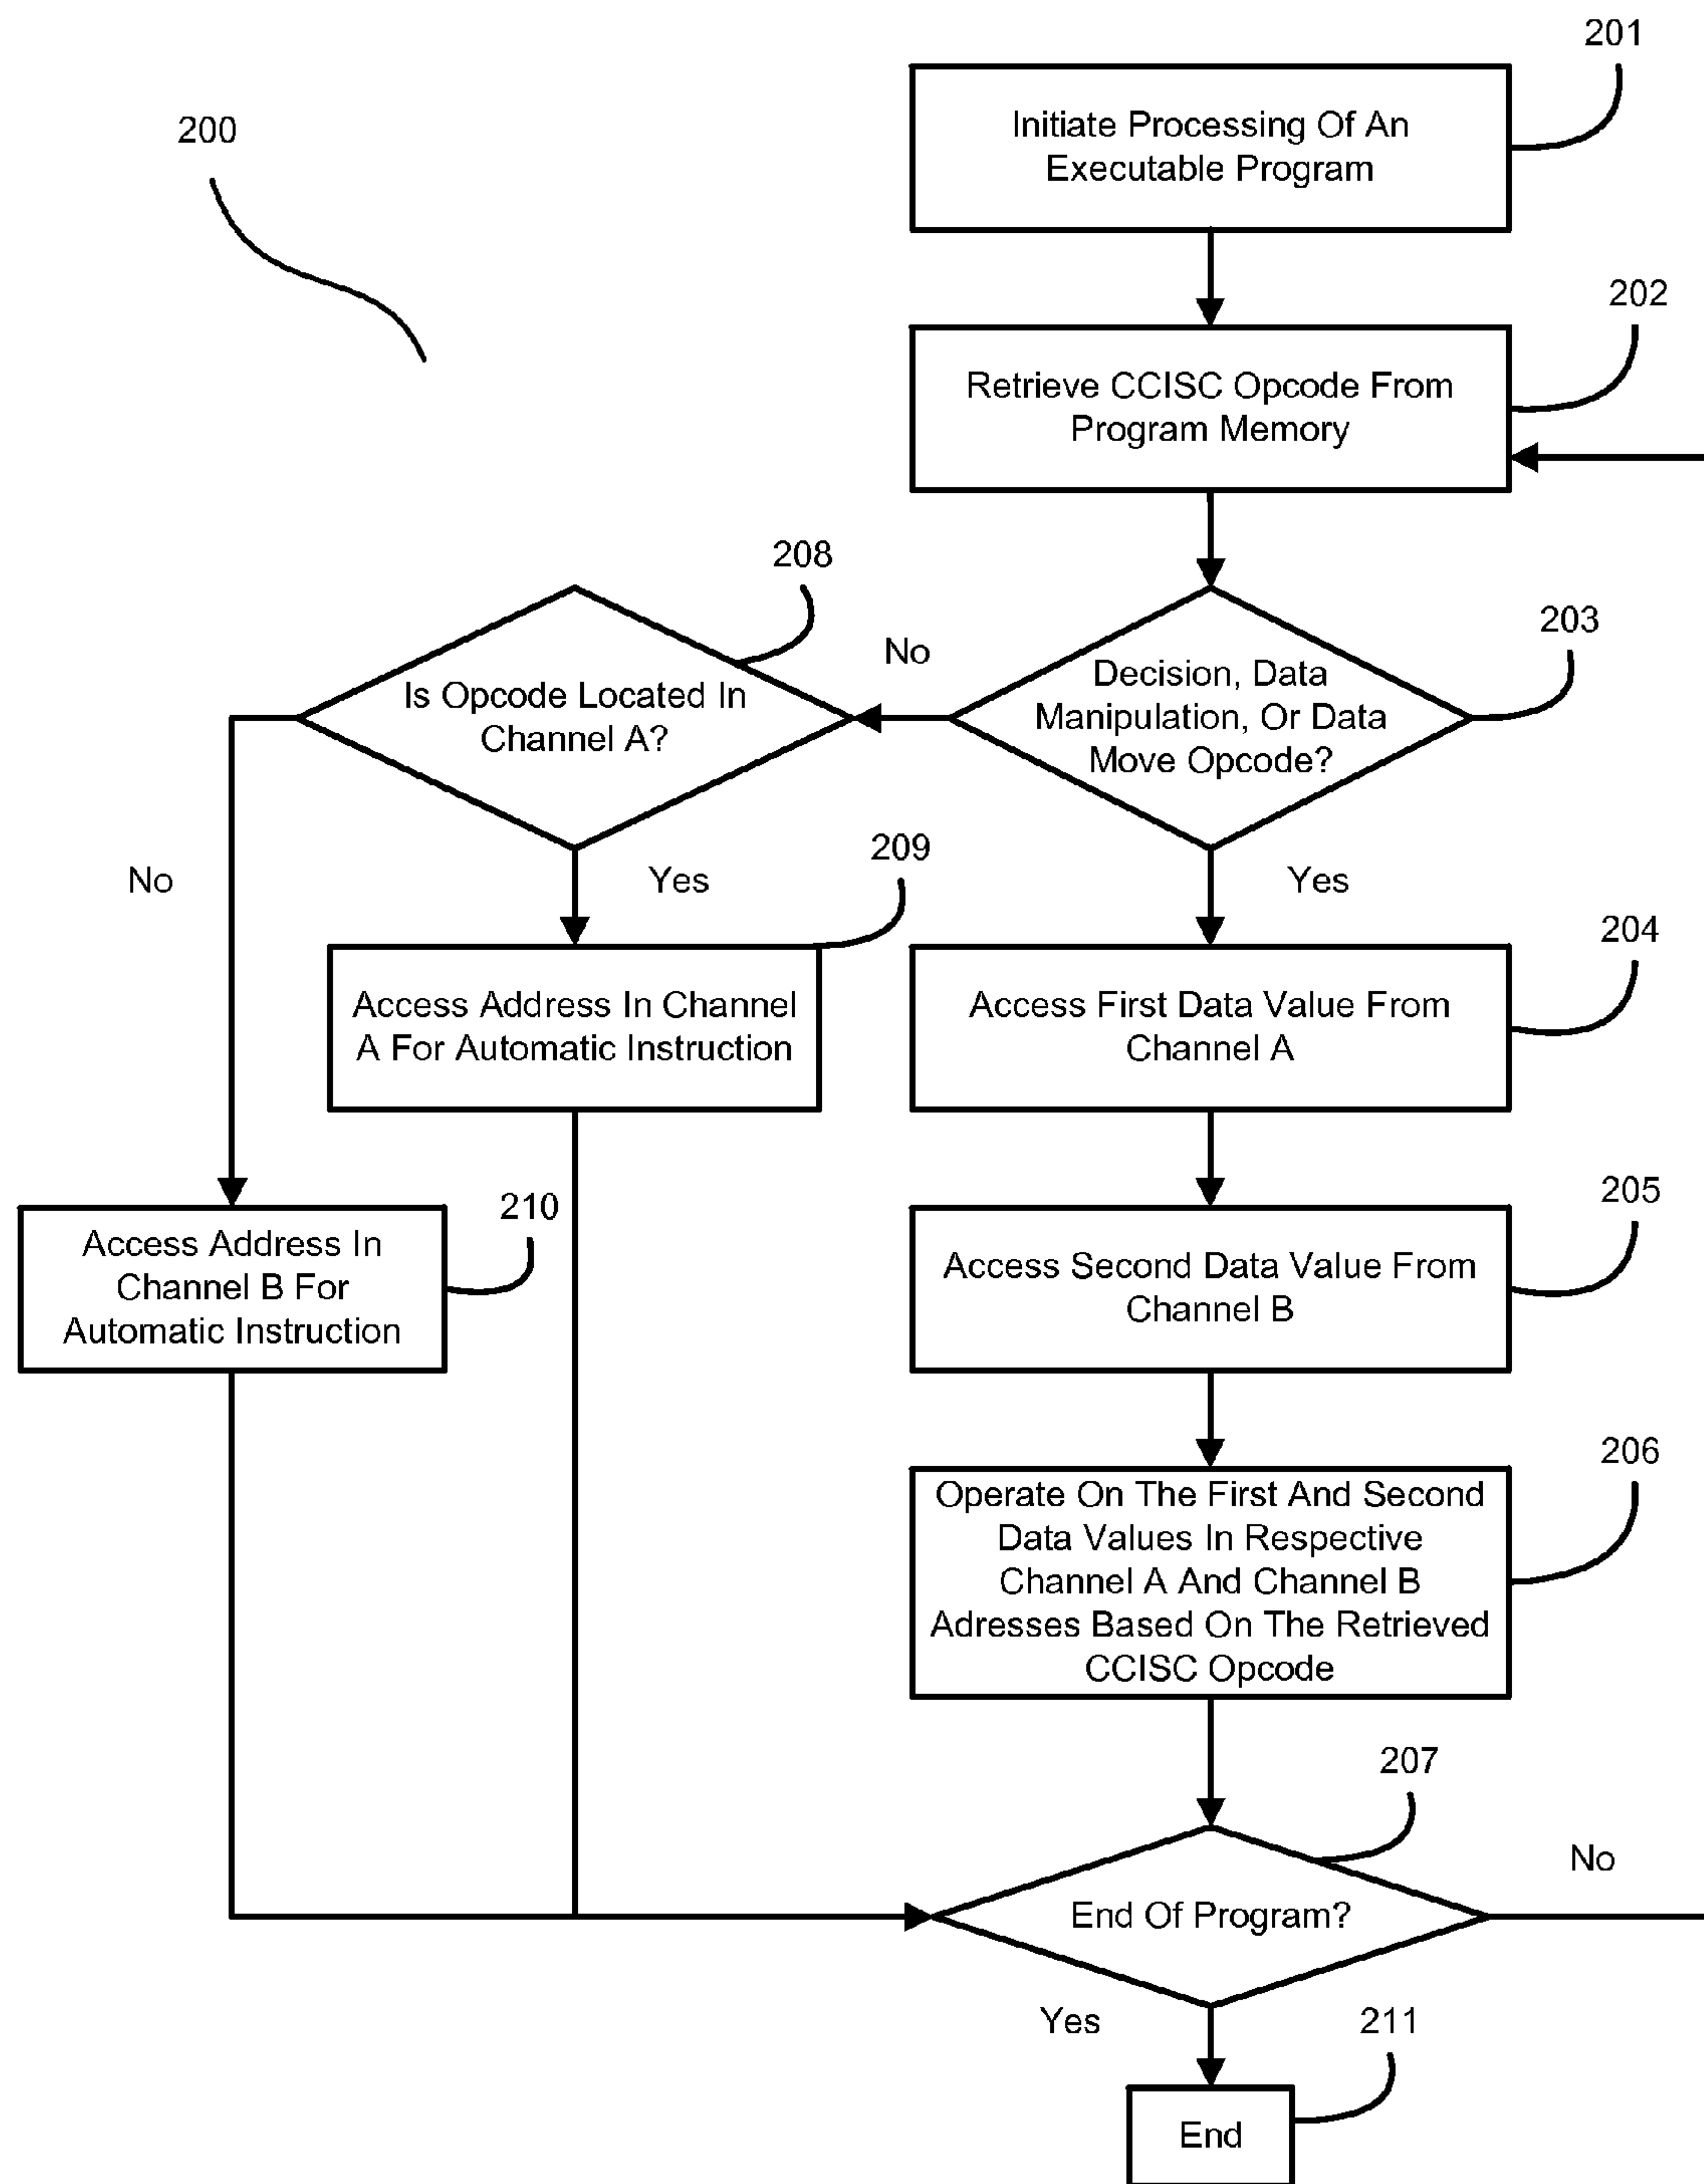 201
Initiate Processing Of An
Executable Program
200
202
Retrieve CCISC Opcode From
Program Memory
208
203
No
Decision, Data
Manipulation, Or Data
Move Opcode?
Is Opcode Located In
Channel A?
209
No
Yes
Yes
204
Access Address In Channel
A For Automatic Instruction
Access First Data Value From
Channel A
205
210
Access Address In
Channel B For
Automatic Instruction
Access Second Data Value From
Channel B
206
Operate On The First And Second
Data Values In Respective
Channel A And Channel B
Adresses Based On The Retrieved
CCISC Opcode
207
No
End Of Program?
Yes
211
End